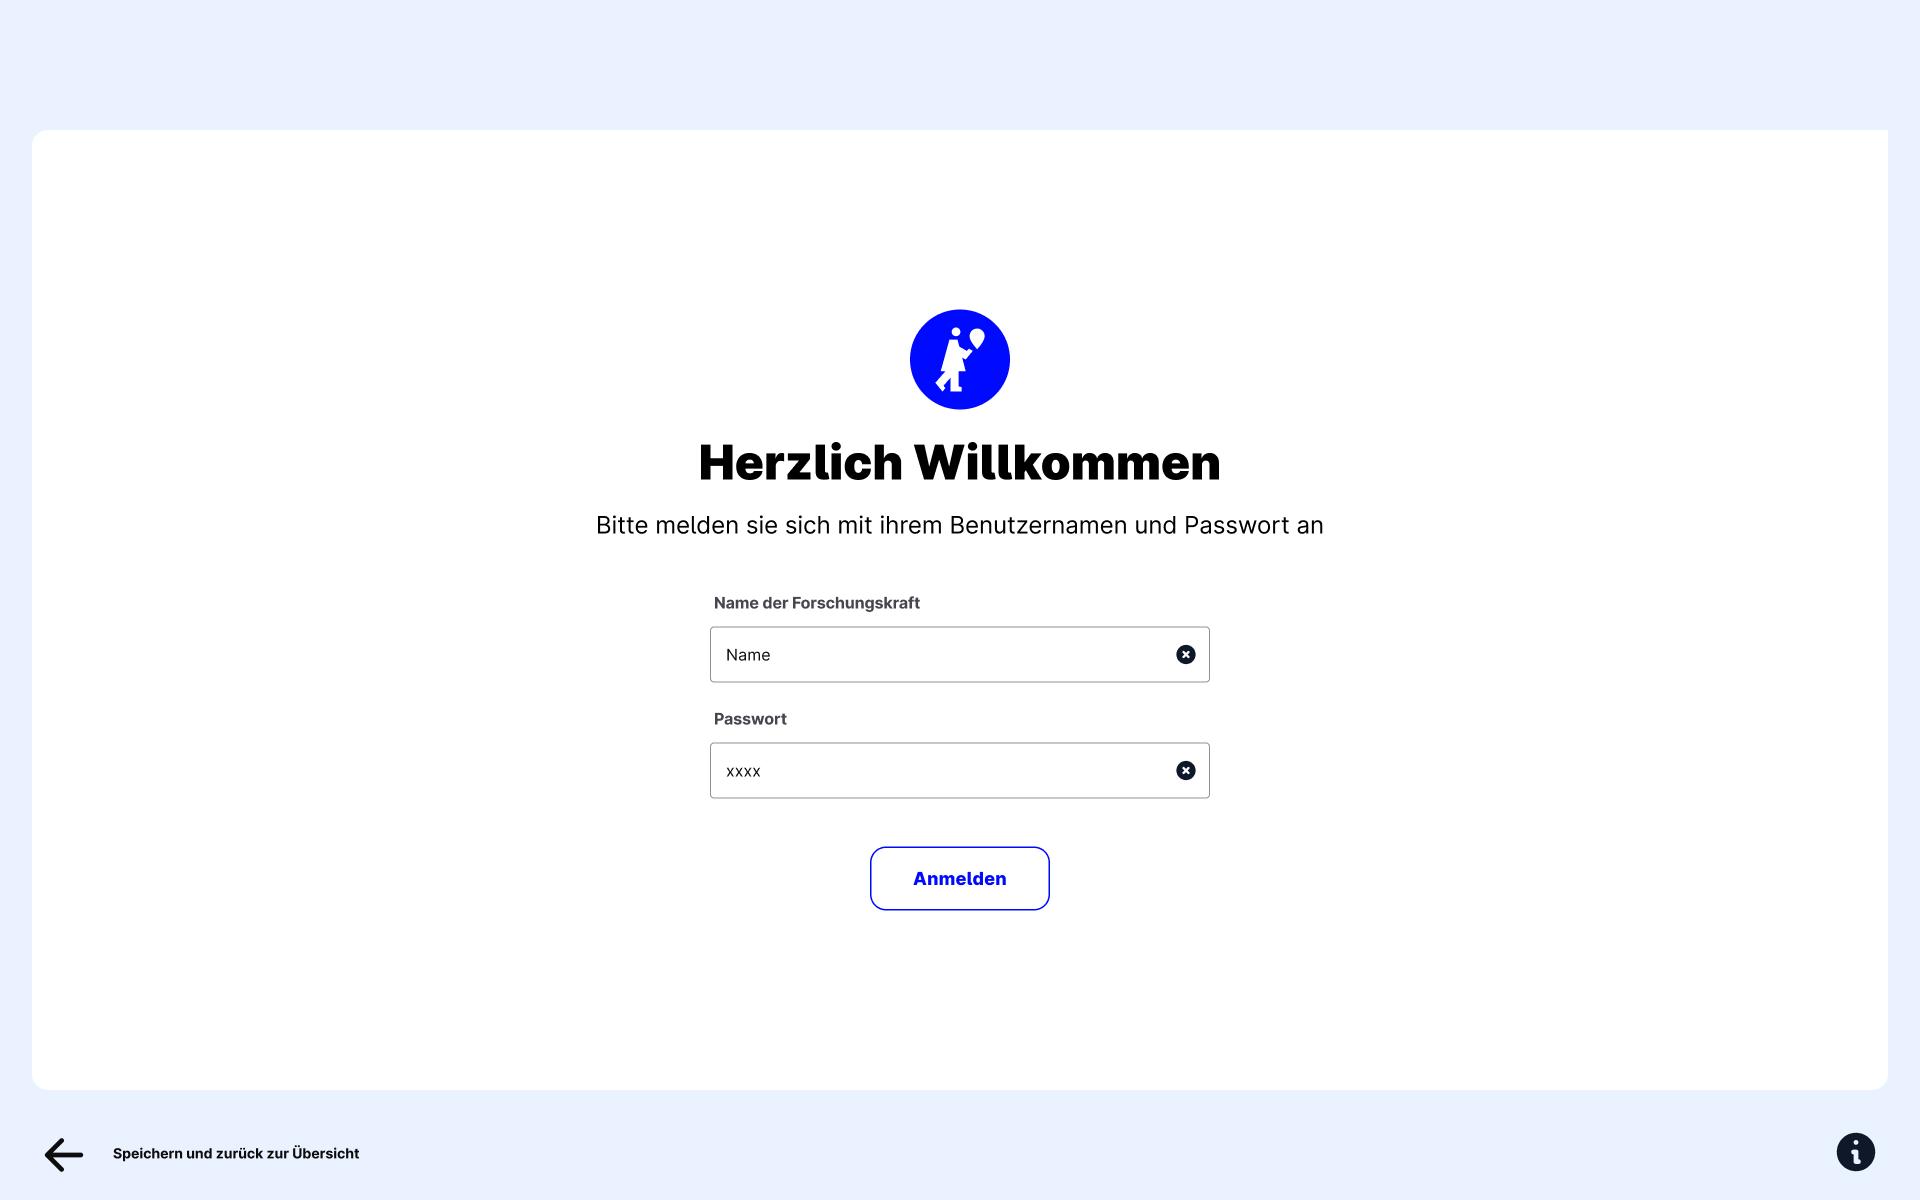 Herzlich Willkommen
Bitte melden sie sich mit ihrem Benutzernamen und Passwort an
Name der Forschungskraft
Name
Passwort
xxxx
Anmelden
Speichern und zurück zur Übersicht